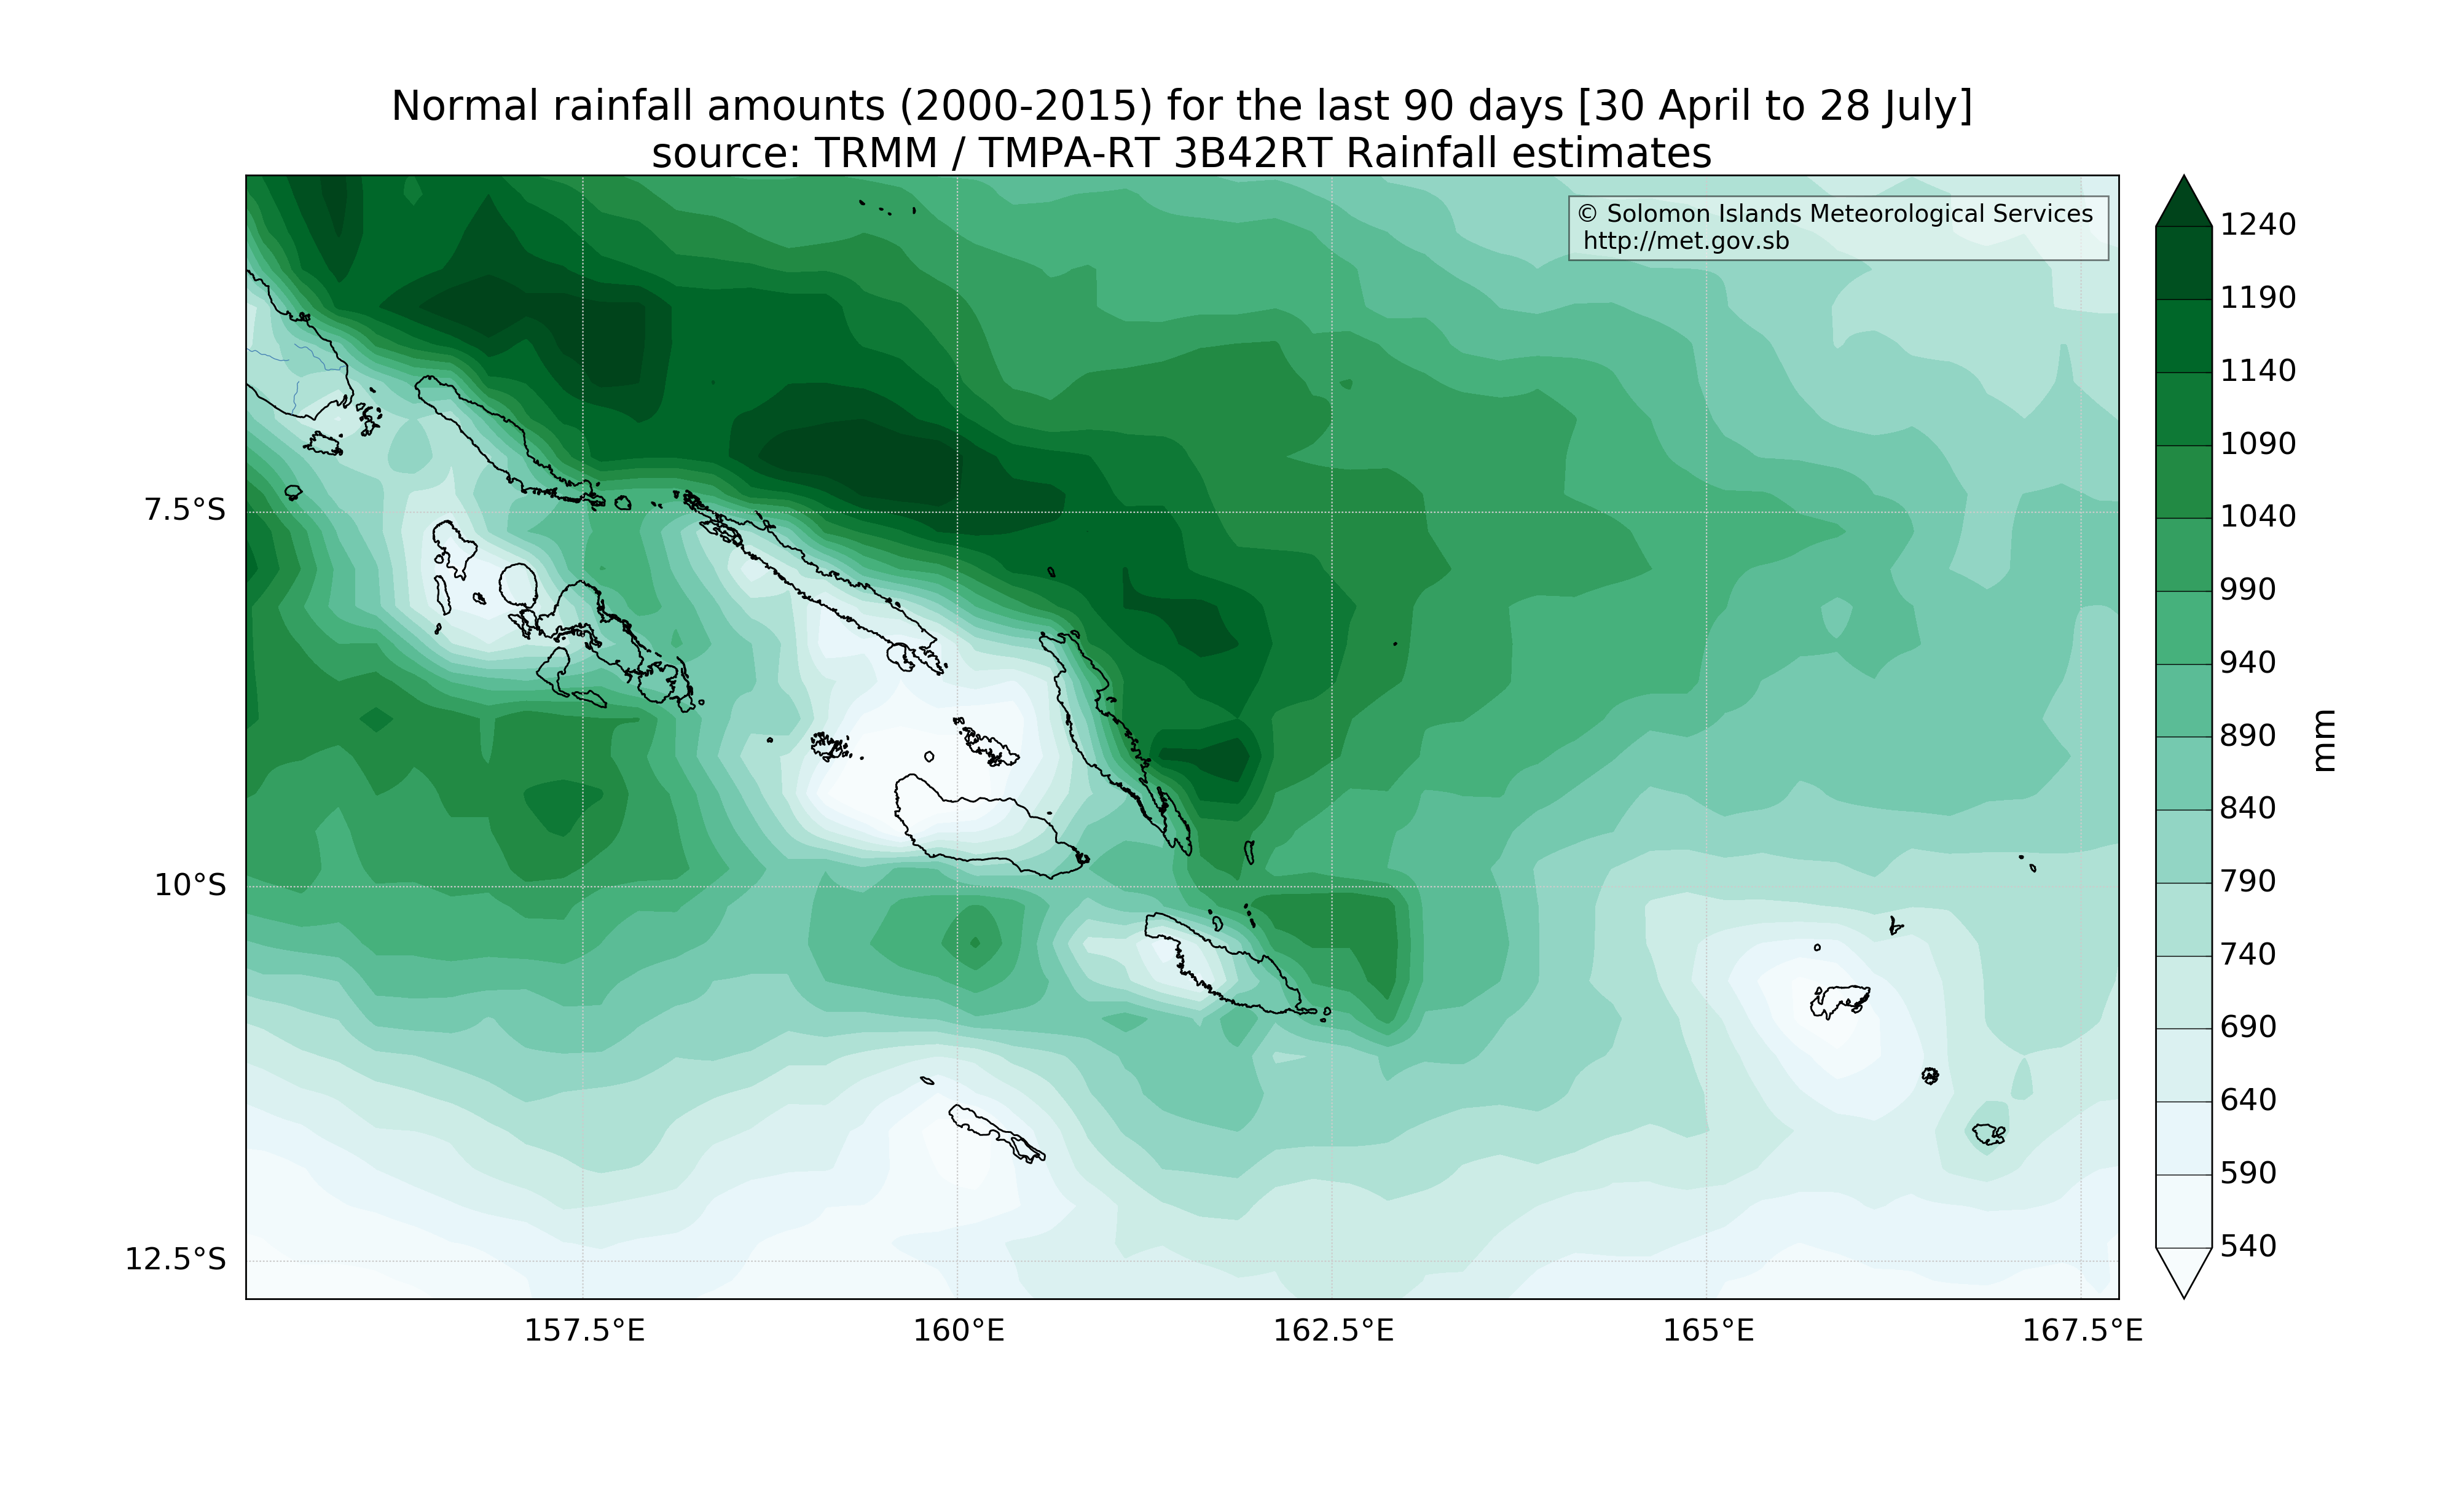 Normal rainfall amounts (2000-2015) for the last 90 days [30 April to 28 July]
source: TRMM / TMPA-RT 3B42RT Rainfall estimates
© Solomon Islands Meteorological Services
http://met.gov.sb
1240
1190
1140
1090
1040
990
940
890
840
790
740
690
640
590
540
mm
7.5°S
10°S
12.5°S
157.5°E
160°E
162.5°E
165°E
167.5°E